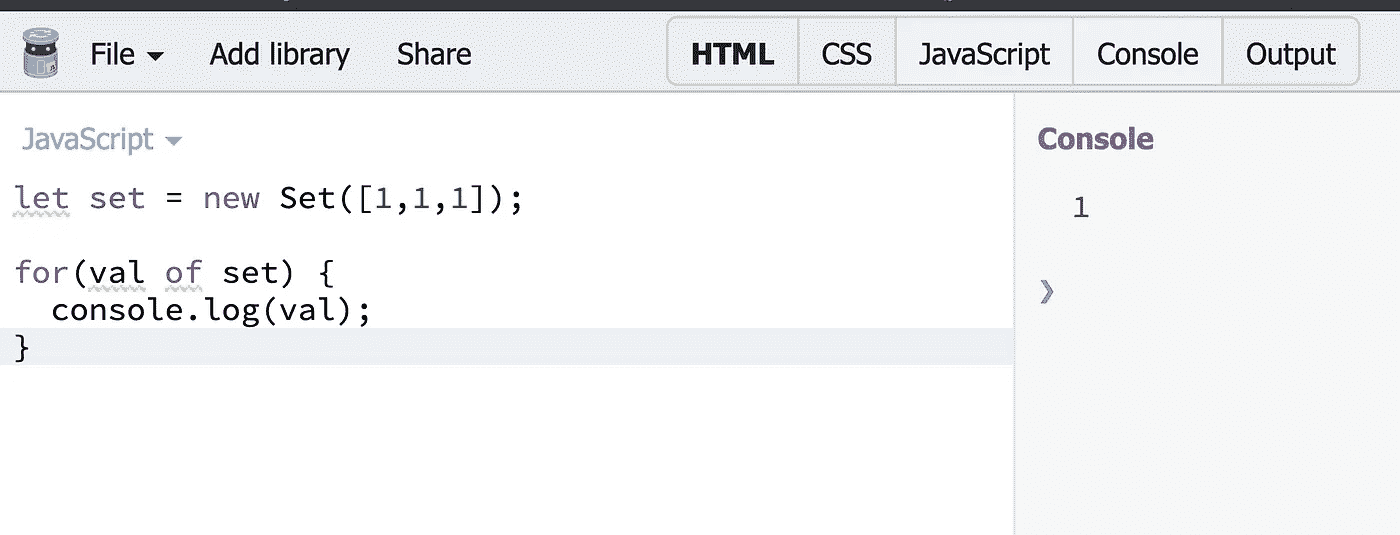 File Add library Share HTML CSS JavaScript Console Output
JavaScript
Console
let set = new Set([1,1,1]);
1
for(val of set) {
❯
console.log(val);
}